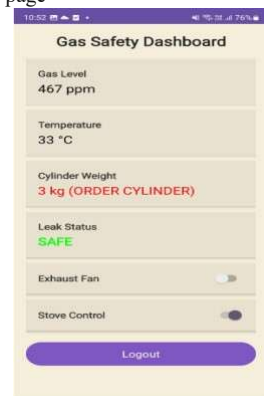 page
10:52
76%
Gas Safety Dashboard
Gas Level
467 ppm
Temperature
33 °C
Cylinder Weight
3 kg (ORDER CYLINDER)
Leak Status
SAFE
Exhaust Fan
Stove Control
Logout